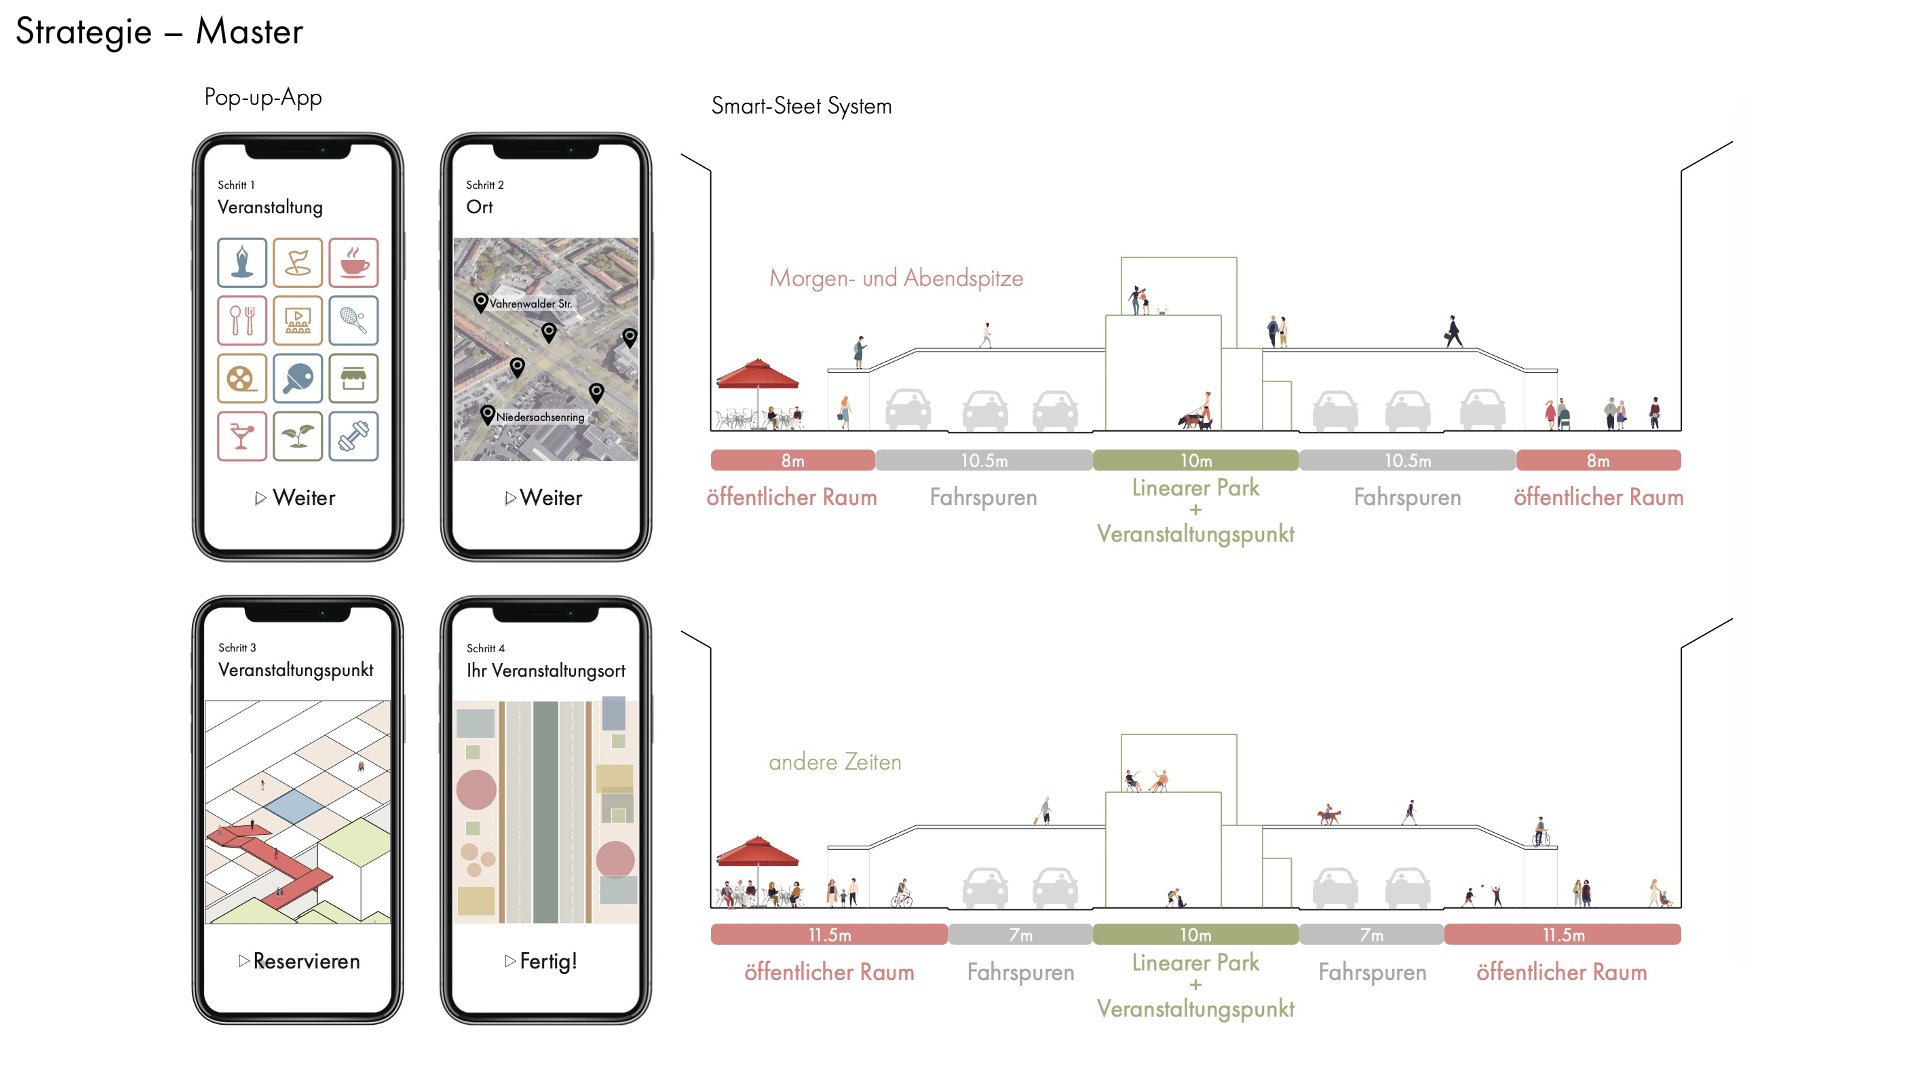 Strategie – Master
Pop-up-App
Schritt 1
Veranstaltung
▷ Weiter
Schritt 2
Ort
Vahrenwalder Str.
Niedersachsenring
▷ Weiter
Schritt 3
Veranstaltungspunkt
▷ Reservieren
Schritt 4
Ihr Veranstaltungsort
▷ Fertig!
Smart-Steet System
Morgen- und Abendspitze
8m 10.5m 10m 10.5m 8m
öffentlicher Raum Fahrspuren Linearer Park Fahrspuren öffentlicher Raum
+
Veranstaltungspunkt
andere Zeiten
11.5m 7m 10m 7m 11.5m
öffentlicher Raum Fahrspuren Linearer Park Fahrspuren öffentlicher Raum
+
Veranstaltungspunkt